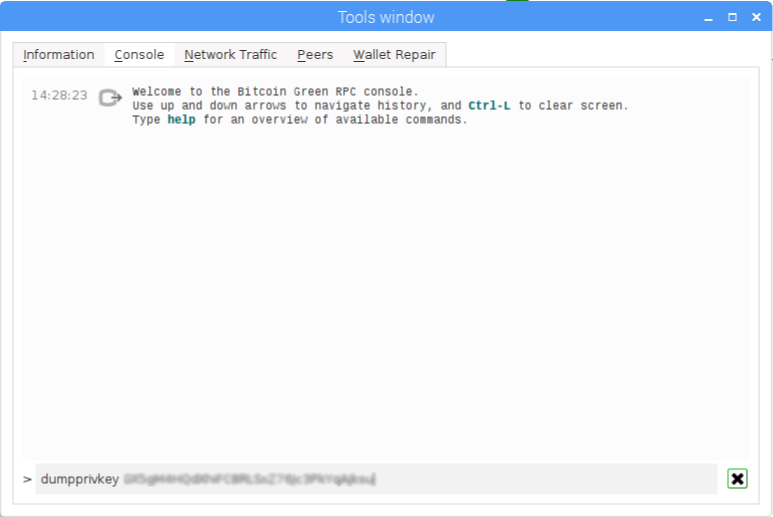 Tools window
Information Console Network Traffic Peers Wallet Repair
14:28:23 Welcome to the Bitcoin Green RPC console.
Use up and down arrows to navigate history, and Ctrl-L to clear screen.
Type help for an overview of available commands.
> dumpprivkey